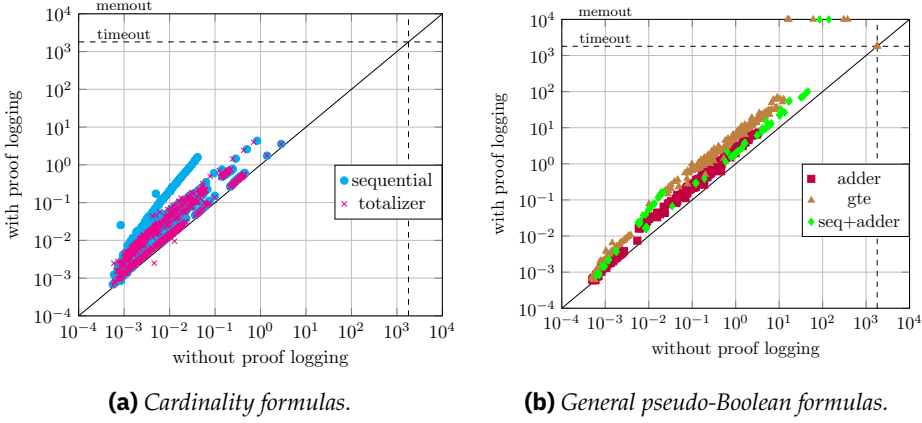 memout
timeout
10^4
10^3
10^2
10^1
10^0
10^−1
10^−2
10^−3
10^−4
with proof logging
sequential
totalizer
10^−4 10^−3 10^−2 10^−1 10^0 10^1 10^2 10^3 10^4
without proof logging
(a) Cardinality formulas.
memout
timeout
10^4
10^3
10^2
10^1
10^0
10^−1
10^−2
10^−3
10^−4
with proof logging
adder
gte
seq+adder
10^−4 10^−3 10^−2 10^−1 10^0 10^1 10^2 10^3 10^4
without proof logging
(b) General pseudo-Boolean formulas.